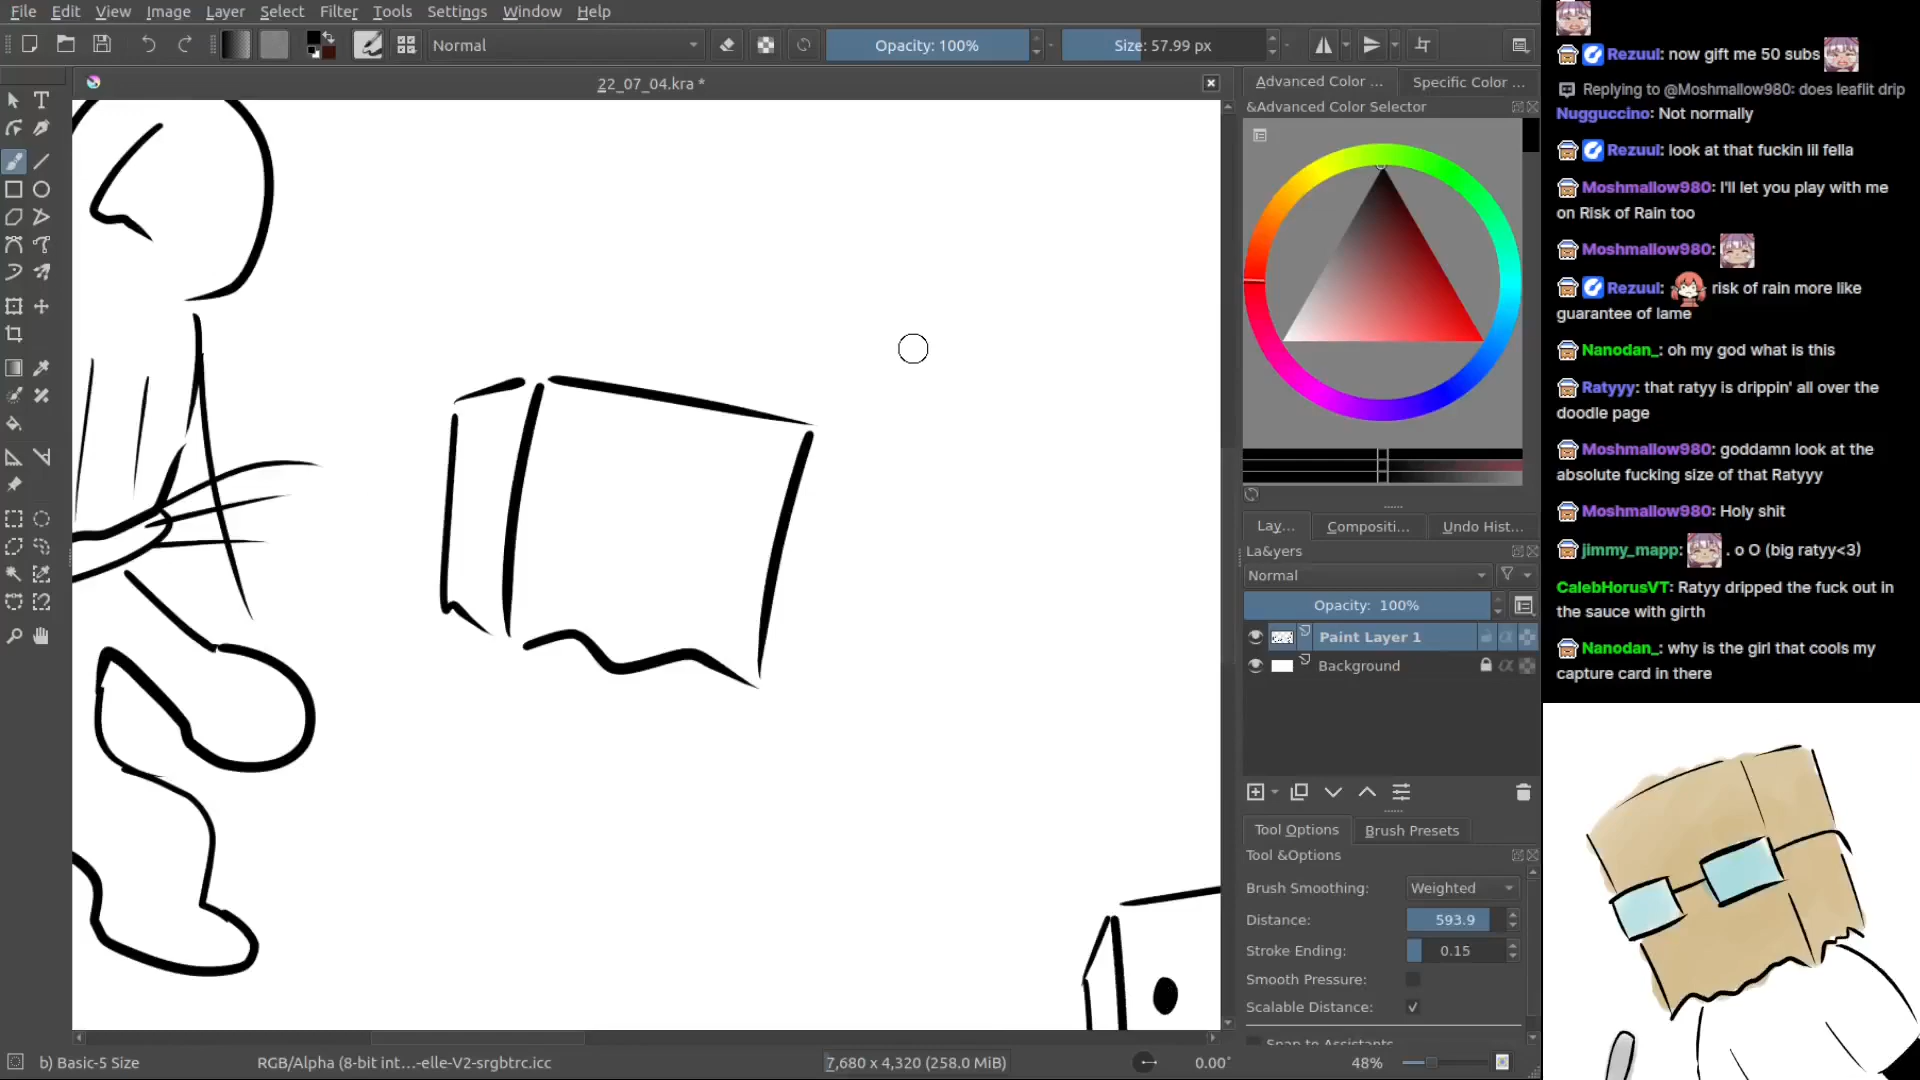 File Edit View Image Layer Select Filter Tools Settings Window Help
Normal
Opacity: 100%
Size: 57.99 px
22_07_04.kra *
Advanced Color ...
Specific Color ...
&Advanced Color Selector
Lay...
Compositi...
Undo Hist...
La&yers
Normal
Opacity: 100%
Paint Layer 1
Background
Tool Options
Brush Presets
Tool &Options
Brush Smoothing: Weighted
Distance: 593.9
Stroke Ending: 0.15
Smooth Pressure:
Scalable Distance:
Snap to Assistants
b) Basic-5 Size
RGB/Alpha (8-bit int...-elle-V2-srgbtrc.icc
7,680 x 4,320 (258.0 MiB)
0.00°
48%
Rezuul: now gift me 50 subs
Replying to @Moshmallow980: does leaflit drip
Nugguccino: Not normally
Rezuul: look at that fuckin lil fella
Moshmallow980: I'll let you play with me
on Risk of Rain too
Moshmallow980:
Rezuul: risk of rain more like
guarantee of lame
Nanodan_: oh my god what is this
Ratyyy: that ratyy is drippin' all over the
doodle page
Moshmallow980: goddamn look at the
absolute fucking size of that Ratyyy
Moshmallow980: Holy shit
jimmy_mapp: . o O (big ratyy<3)
CalebHorusVT: Ratyy dripped the fuck out in
the sauce with girth
Nanodan_: why is the girl that cools my
capture card in there